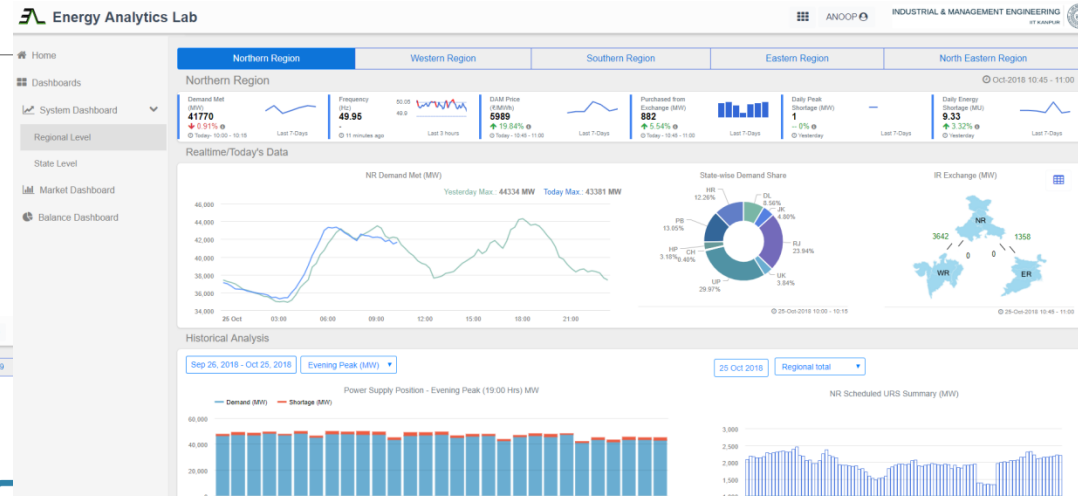 Energy Analytics Lab
ANOOP
INDUSTRIAL & MANAGEMENT ENGINEERING
IIT KANPUR
Home
Dashboards
System Dashboard
Regional Level
State Level
Market Dashboard
Balance Dashboard
Northern Region
Western Region
Southern Region
Eastern Region
North Eastern Region
Northern Region
Oct-2018 10:45 - 11:00
Demand Met
(MW)
41770
0.91%
Today- 10:00 - 10:15
Last 7-Days
Frequency
(Hz)
49.95
-
11 minutes ago
50.05
49.9
Last 3 hours
DAM Price
(₹/MWh)
5989
19.84%
Today - 10:45 - 11:00
Last 7-Days
Purchased from
Exchange (MW)
882
5.54%
Today - 10:45 - 11:00
Last 7-Days
Daily Peak
Shortage (MW)
1
-- 0%
Yesterday
Last 7-Days
Daily Energy
Shortage (MU)
9.33
3.32%
Yesterday
Last 7-Days
Realtime/Today's Data
NR Demand Met (MW)
Yesterday Max.: 44334 MW Today Max.: 43381 MW
46,000
44,000
42,000
40,000
38,000
36,000
34,000
25 Oct
03:00
06:00
09:00
12:00
15:00
18:00
21:00
State-wise Demand Share
HR
12.26%
DL
8.56%
JK
4.80%
PB
13.05%
RJ
23.94%
HP
3.18%
CH
0.40%
UK
3.84%
UP
29.97%
25-Oct-2018 10:00 - 10:15
IR Exchange (MW)
NR
3642
1358
0
0
WR
ER
25-Oct-2018 10:45 - 11:00
Historical Analysis
Sep 26, 2018 - Oct 25, 2018
Evening Peak (MW)
Power Supply Position - Evening Peak (19:00 Hrs) MW
Demand (MW)
Shortage (MW)
60,000
40,000
20,000
25 Oct 2018
Regional total
NR Scheduled URS Summary (MW)
3,000
2,500
2,000
1,500
9